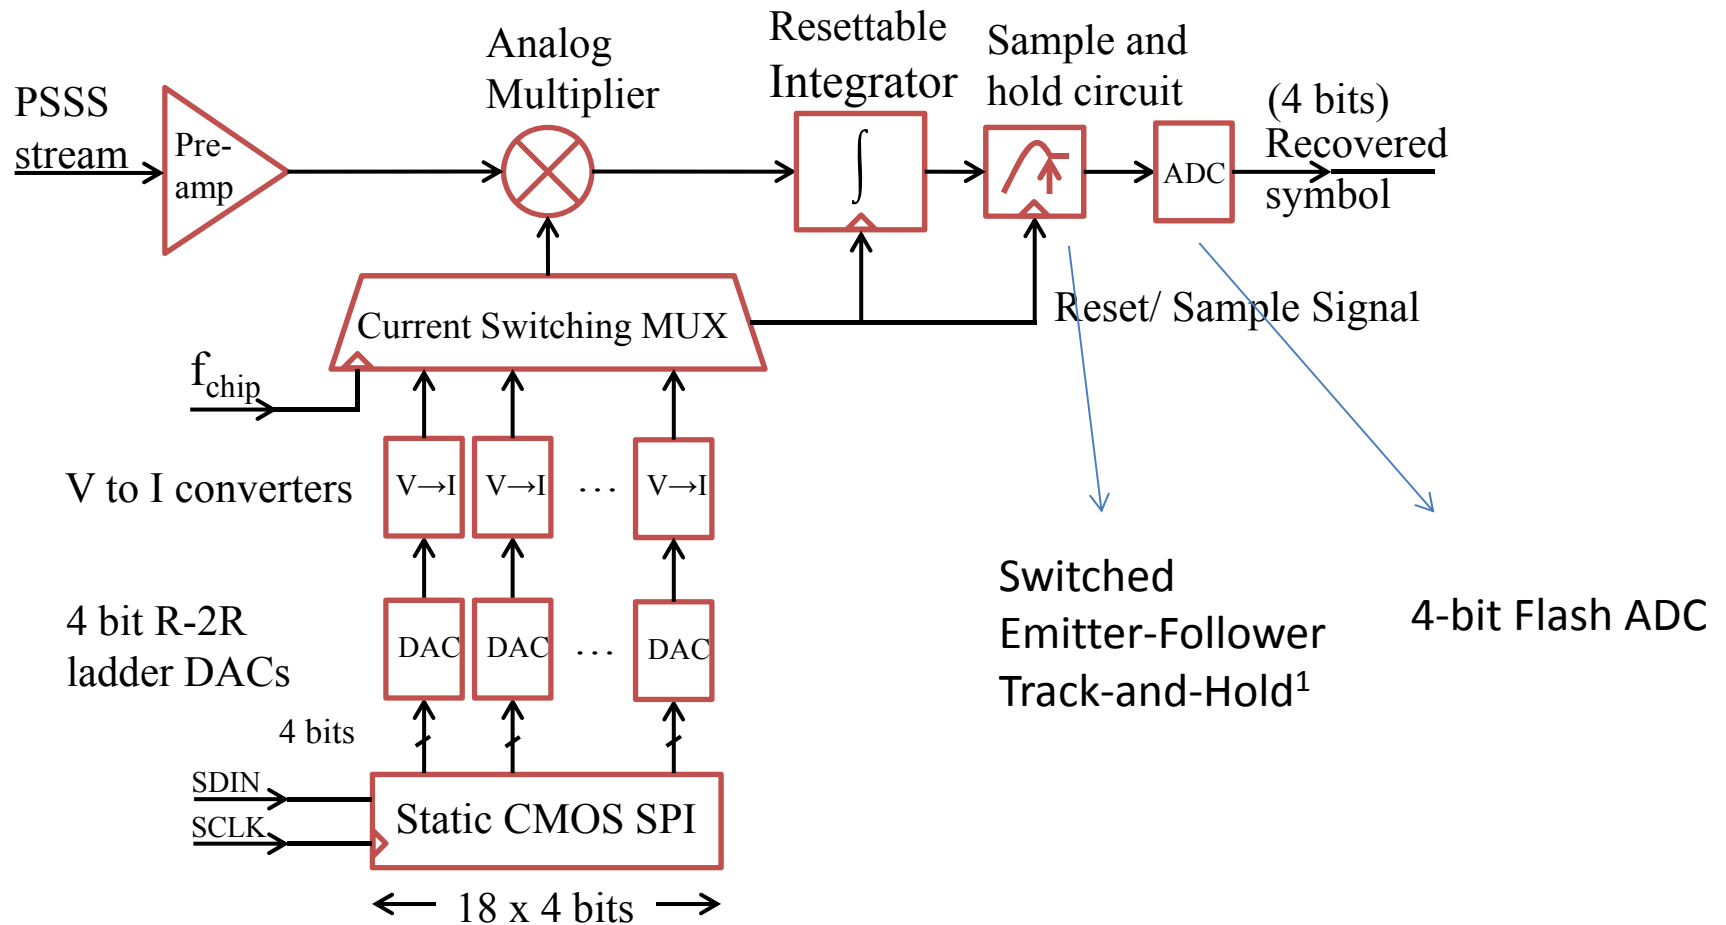 PSSS
stream
Pre-
amp
Analog
Multiplier
Resettable
Integrator
∫
Sample and
hold circuit
ADC
(4 bits)
Recovered
symbol
Current Switching MUX
Reset/ Sample Signal
f_chip
V to I converters
V→I V→I ... V→I
4 bit R-2R
ladder DACs
DAC DAC ... DAC
4 bits
SDIN
SCLK
Static CMOS SPI
18 x 4 bits
Switched
Emitter-Follower
Track-and-Hold¹
4-bit Flash ADC